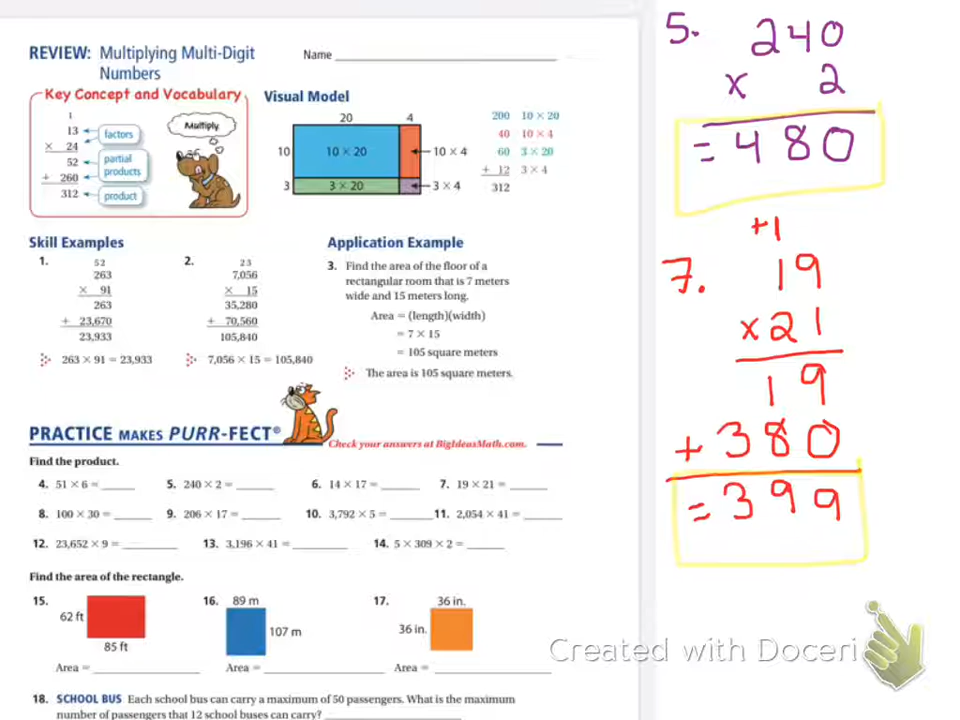 REVIEW: Multiplying Multi-Digit
Numbers
Name
Key Concept and Vocabulary
1
13
× 24
52
+ 260
312
factors
partial
products
product
Multiply
Visual Model
20 4
10
3
10 × 20
3 × 20
10 × 4
3 × 4
200 10 × 20
40 10 × 4
60 3 × 20
+ 12 3 × 4
312
Skill Examples
1.
5 2
263
× 91
263
+ 23,670
23,933
263 × 91 = 23,933
2.
2 3
7,056
× 15
35,280
+ 70,560
105,840
7,056 × 15 = 105,840
Application Example
3. Find the area of the floor of a
rectangular room that is 7 meters
wide and 15 meters long.
Area = (length)(width)
= 7 × 15
= 105 square meters
The area is 105 square meters.
PRACTICE MAKES PURR-FECT®
Check your answers at BigIdeasMath.com.
Find the product.
4. 51 × 6 = 5. 240 × 2 = 6. 14 × 17 = 7. 19 × 21 =
8. 100 × 30 = 9. 206 × 17 = 10. 3,792 × 5 = 11. 2,054 × 41 =
12. 23,652 × 9 = 13. 3,196 × 41 = 14. 5 × 309 × 2 =
Find the area of the rectangle.
15.
62 ft
85 ft
Area =
16.
89 m
107 m
Area =
17.
36 in.
36 in.
Area =
18. SCHOOL BUS Each school bus can carry a maximum of 50 passengers. What is the maximum
number of passengers that 12 school buses can carry?
5. 240
x 2
= 480
+1
7. 19
x 21
19
+ 380
= 399
Created with Doceri